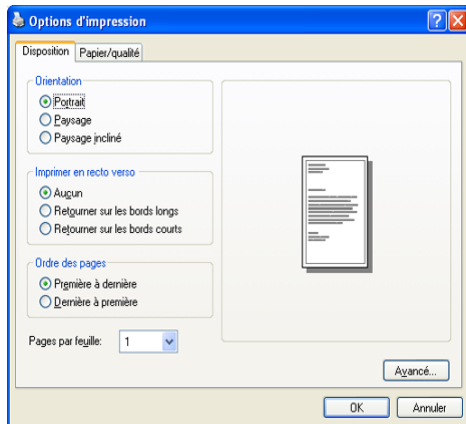 Options d'impression
Disposition
Papier/qualité
Orientation
Portrait
Paysage
Paysage incliné
Imprimer en recto verso
Aucun
Retourner sur les bords longs
Retourner sur les bords courts
Ordre des pages
Première à dernière
Dernière à première
Pages par feuille: 1
Avancé...
OK
Annuler